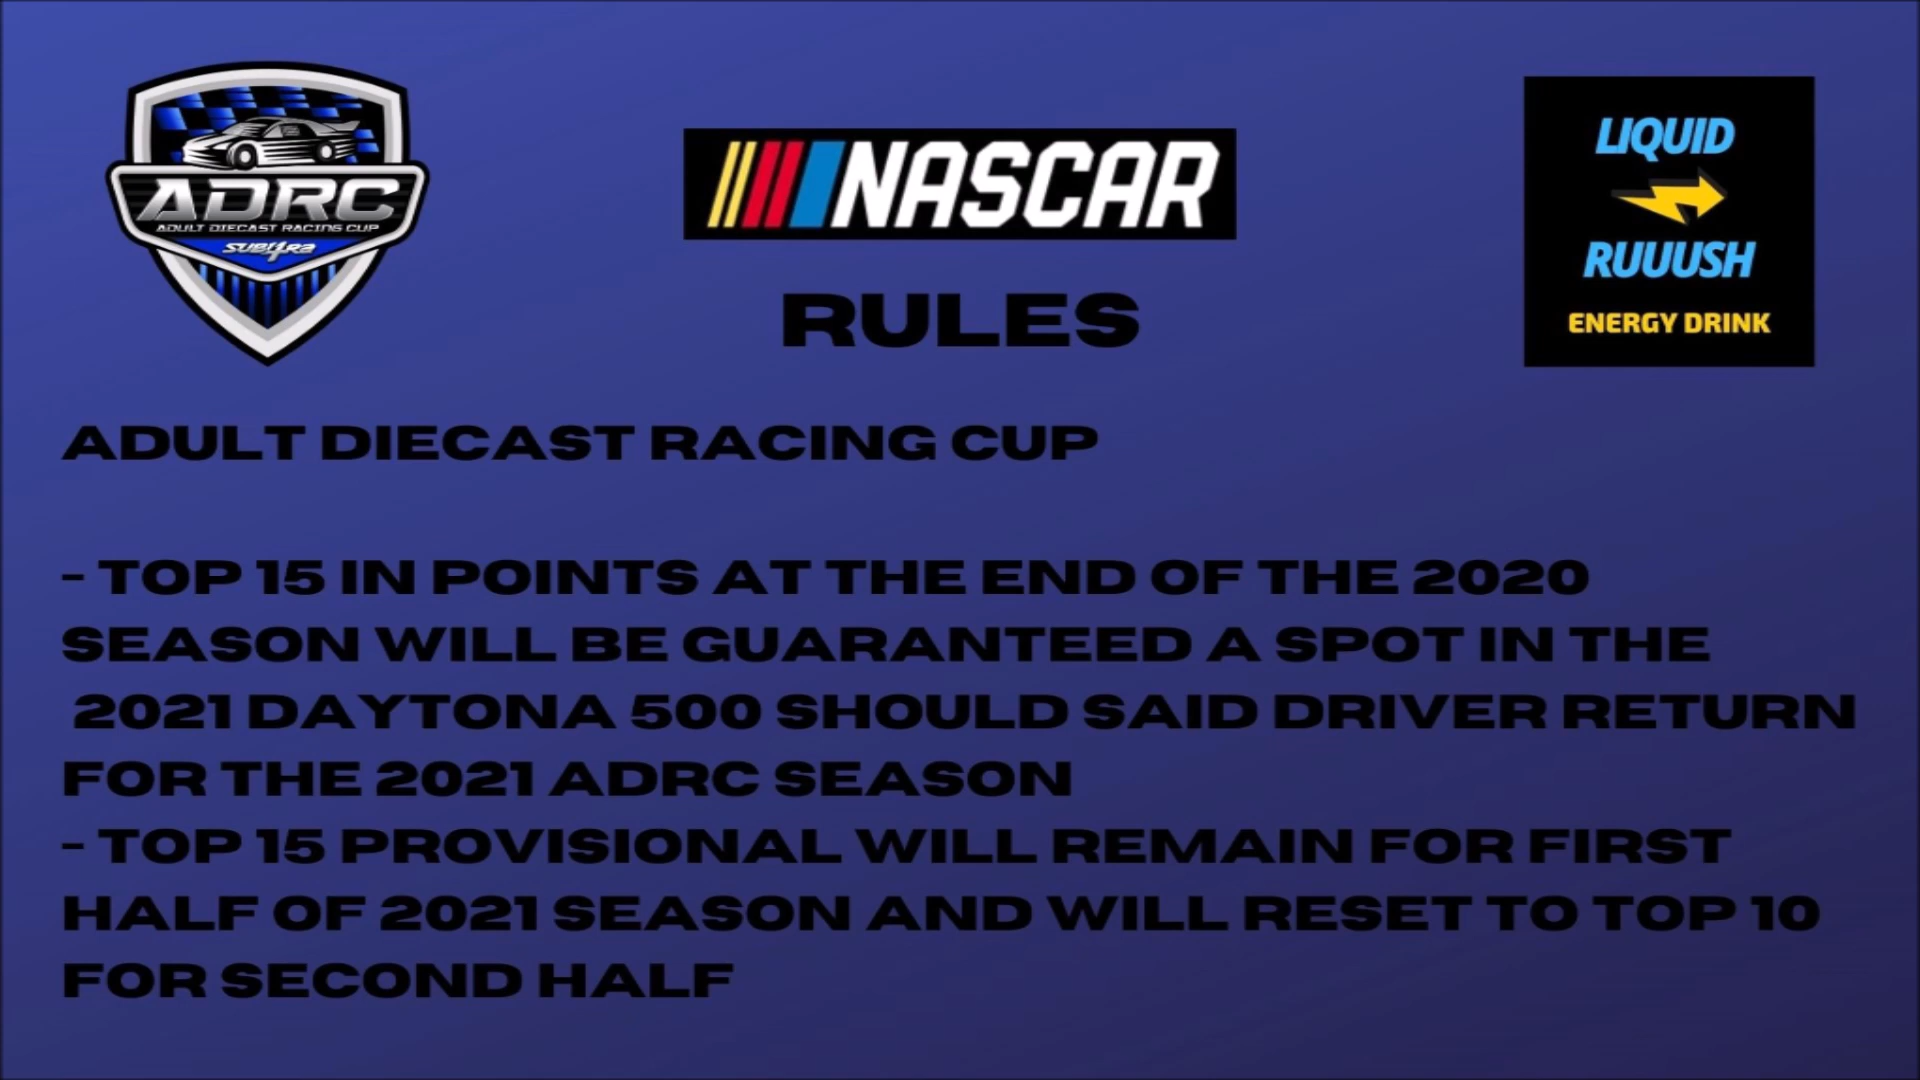 ADRC
ADULT DIECAST RACING CUP
SUBI4R2
NASCAR
LIQUID
RUUUSH
ENERGY DRINK
RULES
ADULT DIECAST RACING CUP
- TOP 15 IN POINTS AT THE END OF THE 2020
SEASON WILL BE GUARANTEED A SPOT IN THE
2021 DAYTONA 500 SHOULD SAID DRIVER RETURN
FOR THE 2021 ADRC SEASON
- TOP 15 PROVISIONAL WILL REMAIN FOR FIRST
HALF OF 2021 SEASON AND WILL RESET TO TOP 10
FOR SECOND HALF